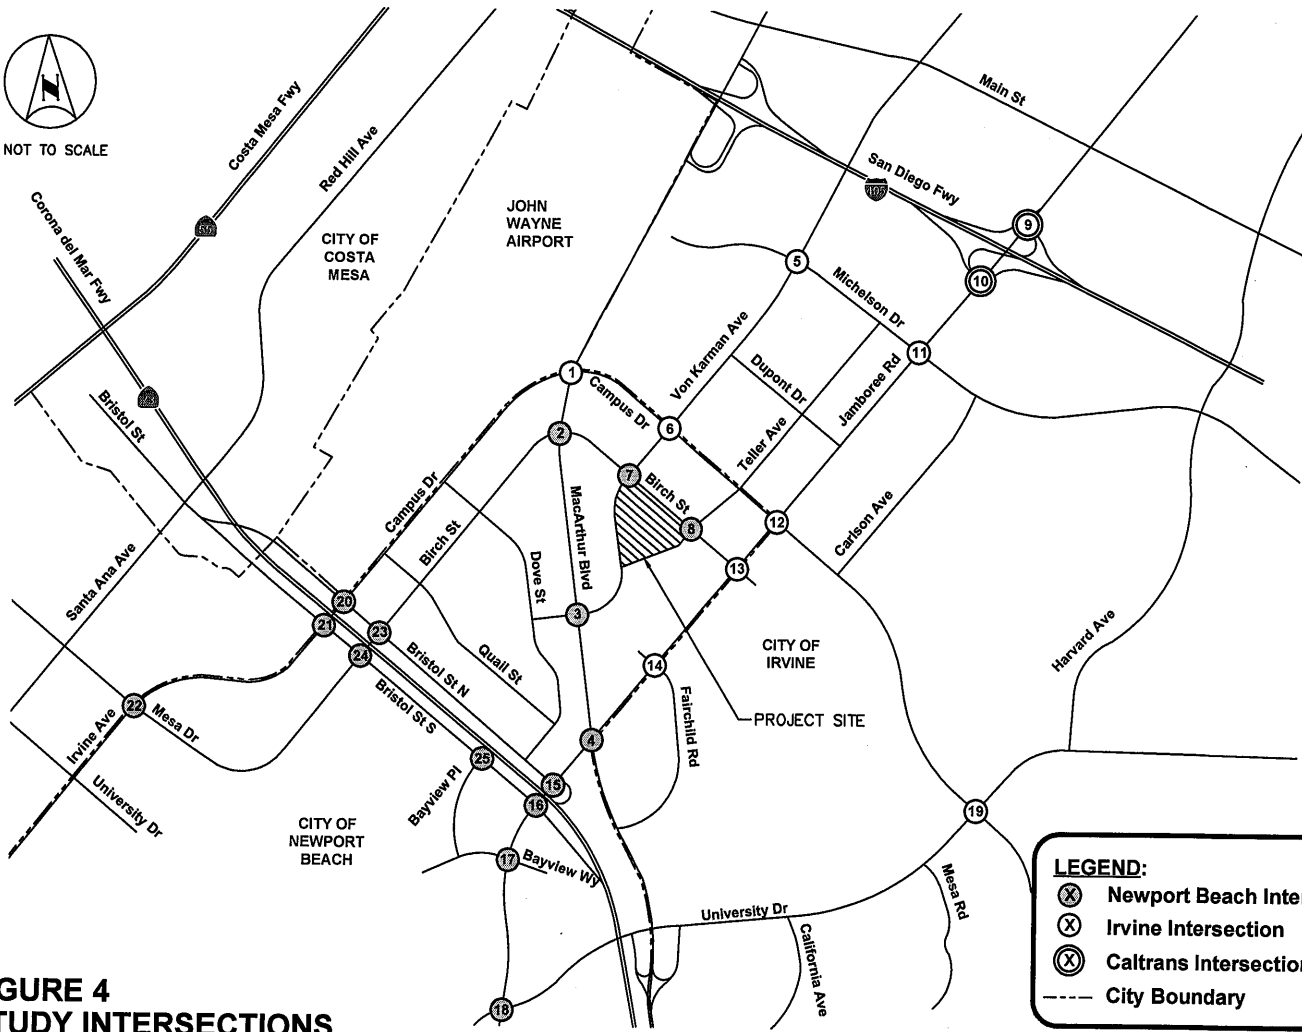 NOT TO SCALE
Costa Mesa Fwy
55
Red Hill Ave
Corona del Mar Fwy
73
CITY OF
COSTA
MESA
JOHN
WAYNE
AIRPORT
Main St
San Diego Fwy
405
9
10
5
Michelson Dr
11
Von Karman Ave
Dupont Dr
Jamboree Rd
Teller Ave
1
Campus Dr
6
2
7
Birch St
8
12
13
Carlson Ave
Bristol St
Campus Dr
Birch St
MacArthur Blvd
Dove St
3
Santa Ana Ave
20
21
23
24
Bristol St N
Quail St
Bristol St S
14
CITY OF
IRVINE
Harvard Ave
PROJECT SITE
Fairchild Rd
22
Mesa Dr
Irvine Ave
University Dr
4
25
15
16
Bayview Pl
17
Bayview Wy
CITY OF
NEWPORT
BEACH
19
University Dr
Mesa Rd
California Ave
18
LEGEND:
X Newport Beach Inte
X Irvine Intersection
X Caltrans Intersection
City Boundary
GURE 4
TUDY INTERSECTIONS